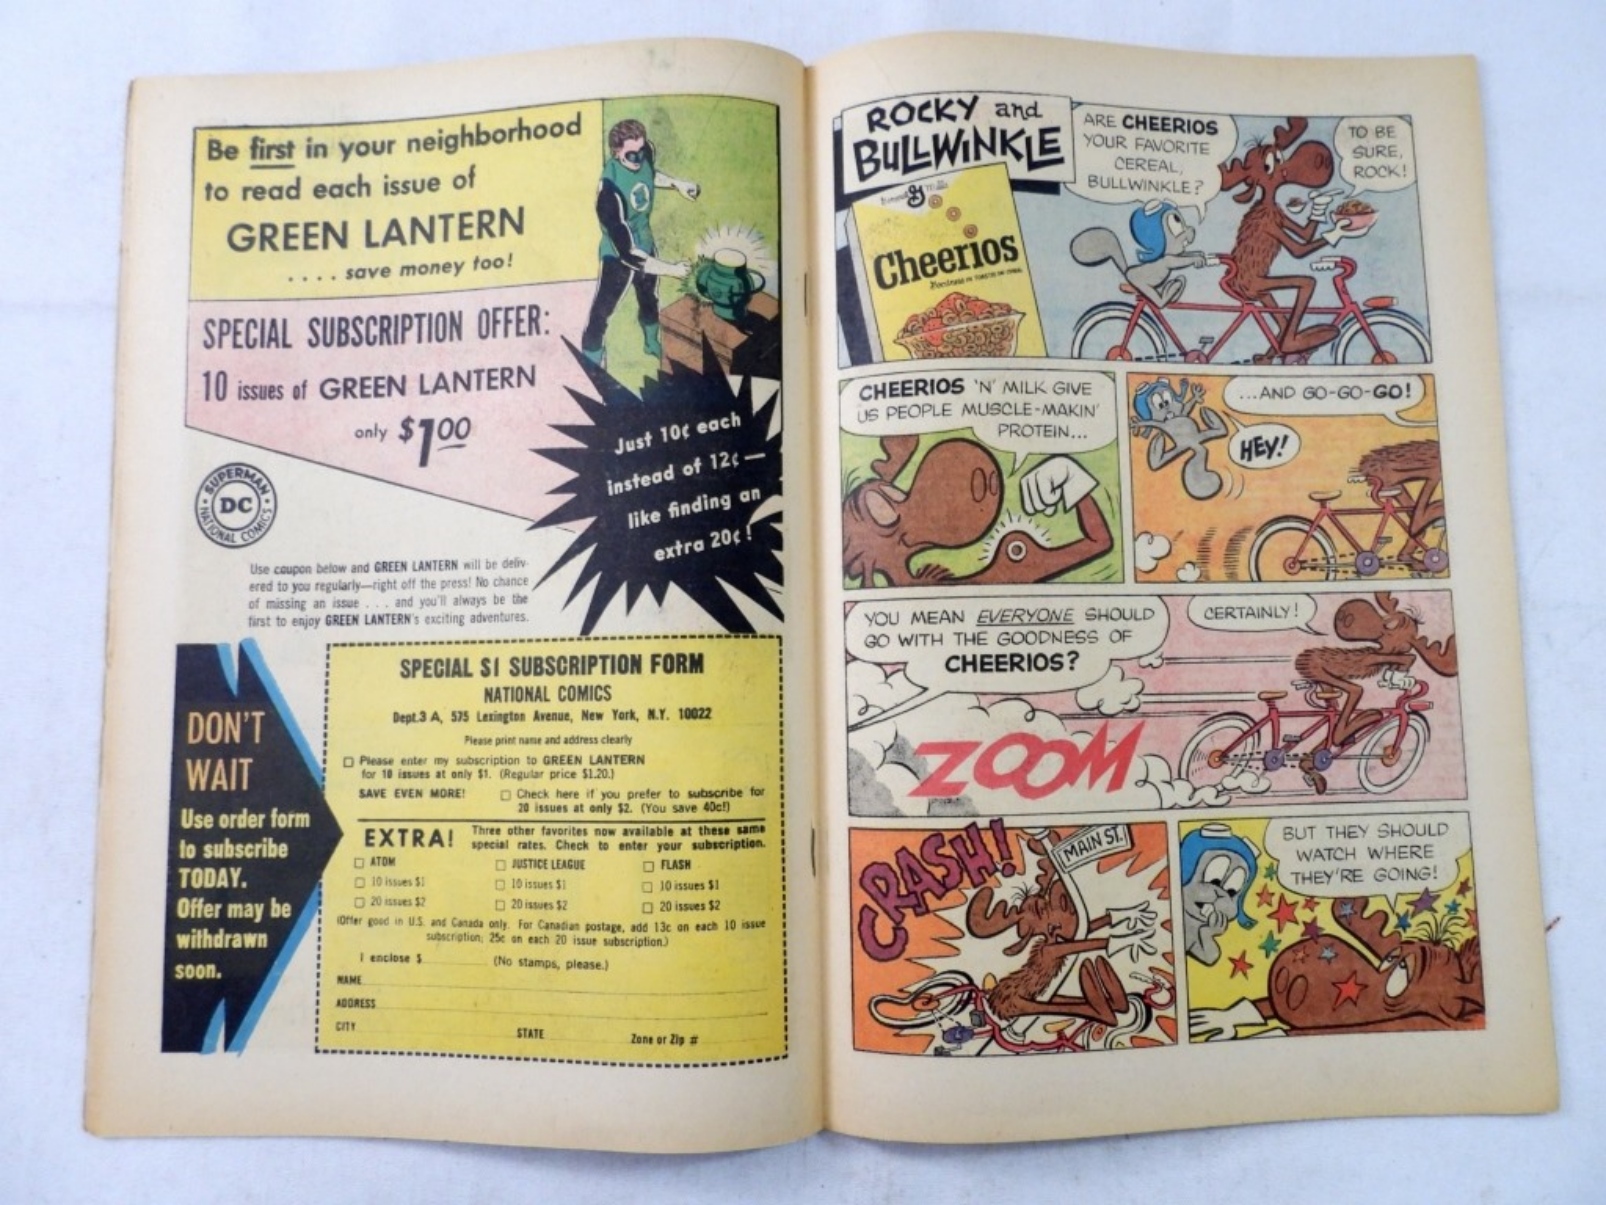 Be first in your neighborhood
to read each issue of
GREEN LANTERN
. . . . save money too!
SPECIAL SUBSCRIPTION OFFER:
10 issues of GREEN LANTERN
only $1.00
Just 10¢ each
instead of 12¢ —
like finding an
extra 20¢!
SUPERMAN
DC
NATIONAL COMICS
Use coupon below and GREEN LANTERN will be deliv-
ered to you regularly—right off the press! No chance
of missing an issue . . . and you'll always be the
first to enjoy GREEN LANTERN's exciting adventures.
DON'T
WAIT
Use order form
to subscribe
TODAY.
Offer may be
withdrawn
soon.
SPECIAL $1 SUBSCRIPTION FORM
NATIONAL COMICS
Dept.3 A, 575 Lexington Avenue, New York, N.Y. 10022
Please print name and address clearly
☐ Please enter my subscription to GREEN LANTERN
for 10 issues at only $1. (Regular price $1.20.)
SAVE EVEN MORE! ☐ Check here if you prefer to subscribe for
20 issues at only $2. (You save 40c!)
EXTRA! Three other favorites now available at these same
special rates. Check to enter your subscription.
☐ ATOM ☐ JUSTICE LEAGUE ☐ FLASH
☐ 10 issues $1 ☐ 10 issues $1 ☐ 10 issues $1
☐ 20 issues $2 ☐ 20 issues $2 ☐ 20 issues $2
(Offer good in U.S. and Canada only. For Canadian postage, add 13c on each 10 issue
subscription; 25c on each 20 issue subscription.)
I enclose $ (No stamps, please.)
NAME
ADDRESS
CITY STATE Zone or Zip #
ROCKY and
BULLWINKLE
G
Cheerios
ARE CHEERIOS
YOUR FAVORITE
CEREAL,
BULLWINKLE?
TO BE
SURE,
ROCK!
CHEERIOS 'N' MILK GIVE
US PEOPLE MUSCLE-MAKIN'
PROTEIN...
...AND GO-GO-GO!
HEY!
YOU MEAN EVERYONE SHOULD
GO WITH THE GOODNESS OF
CHEERIOS?
CERTAINLY!
ZOOM
CRASH!
MAIN ST.
BUT THEY SHOULD
WATCH WHERE
THEY'RE GOING!